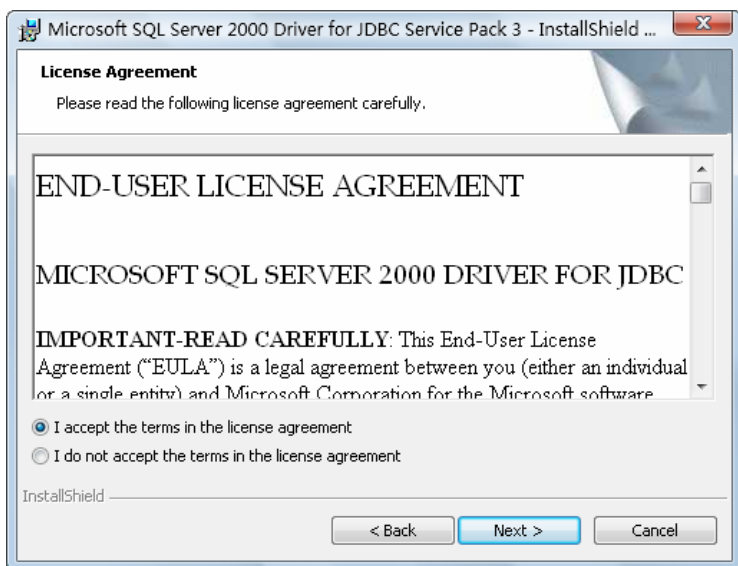 Microsoft SQL Server 2000 Driver for JDBC Service Pack 3 - InstallShield ...
License Agreement
Please read the following license agreement carefully.
END-USER LICENSE AGREEMENT
MICROSOFT SQL SERVER 2000 DRIVER FOR JDBC
IMPORTANT-READ CAREFULLY: This End-User License
Agreement (“EULA”) is a legal agreement between you (either an individual
or a single entity) and Microsoft Corporation for the Microsoft software
I accept the terms in the license agreement
I do not accept the terms in the license agreement
InstallShield
< Back Next > Cancel